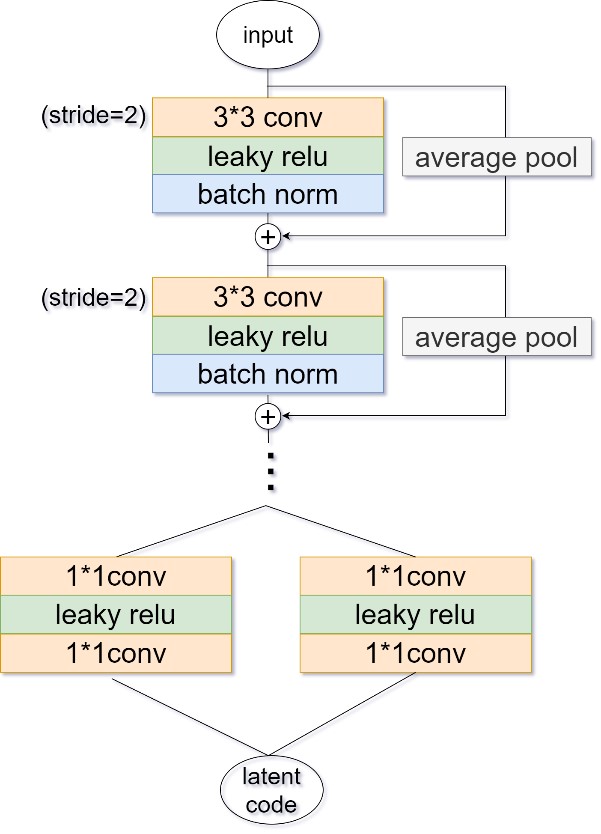 input
(stride=2)
3*3 conv
leaky relu
batch norm
average pool
+
(stride=2)
3*3 conv
leaky relu
batch norm
average pool
+
1*1conv
leaky relu
1*1conv
1*1conv
leaky relu
1*1conv
latent
code